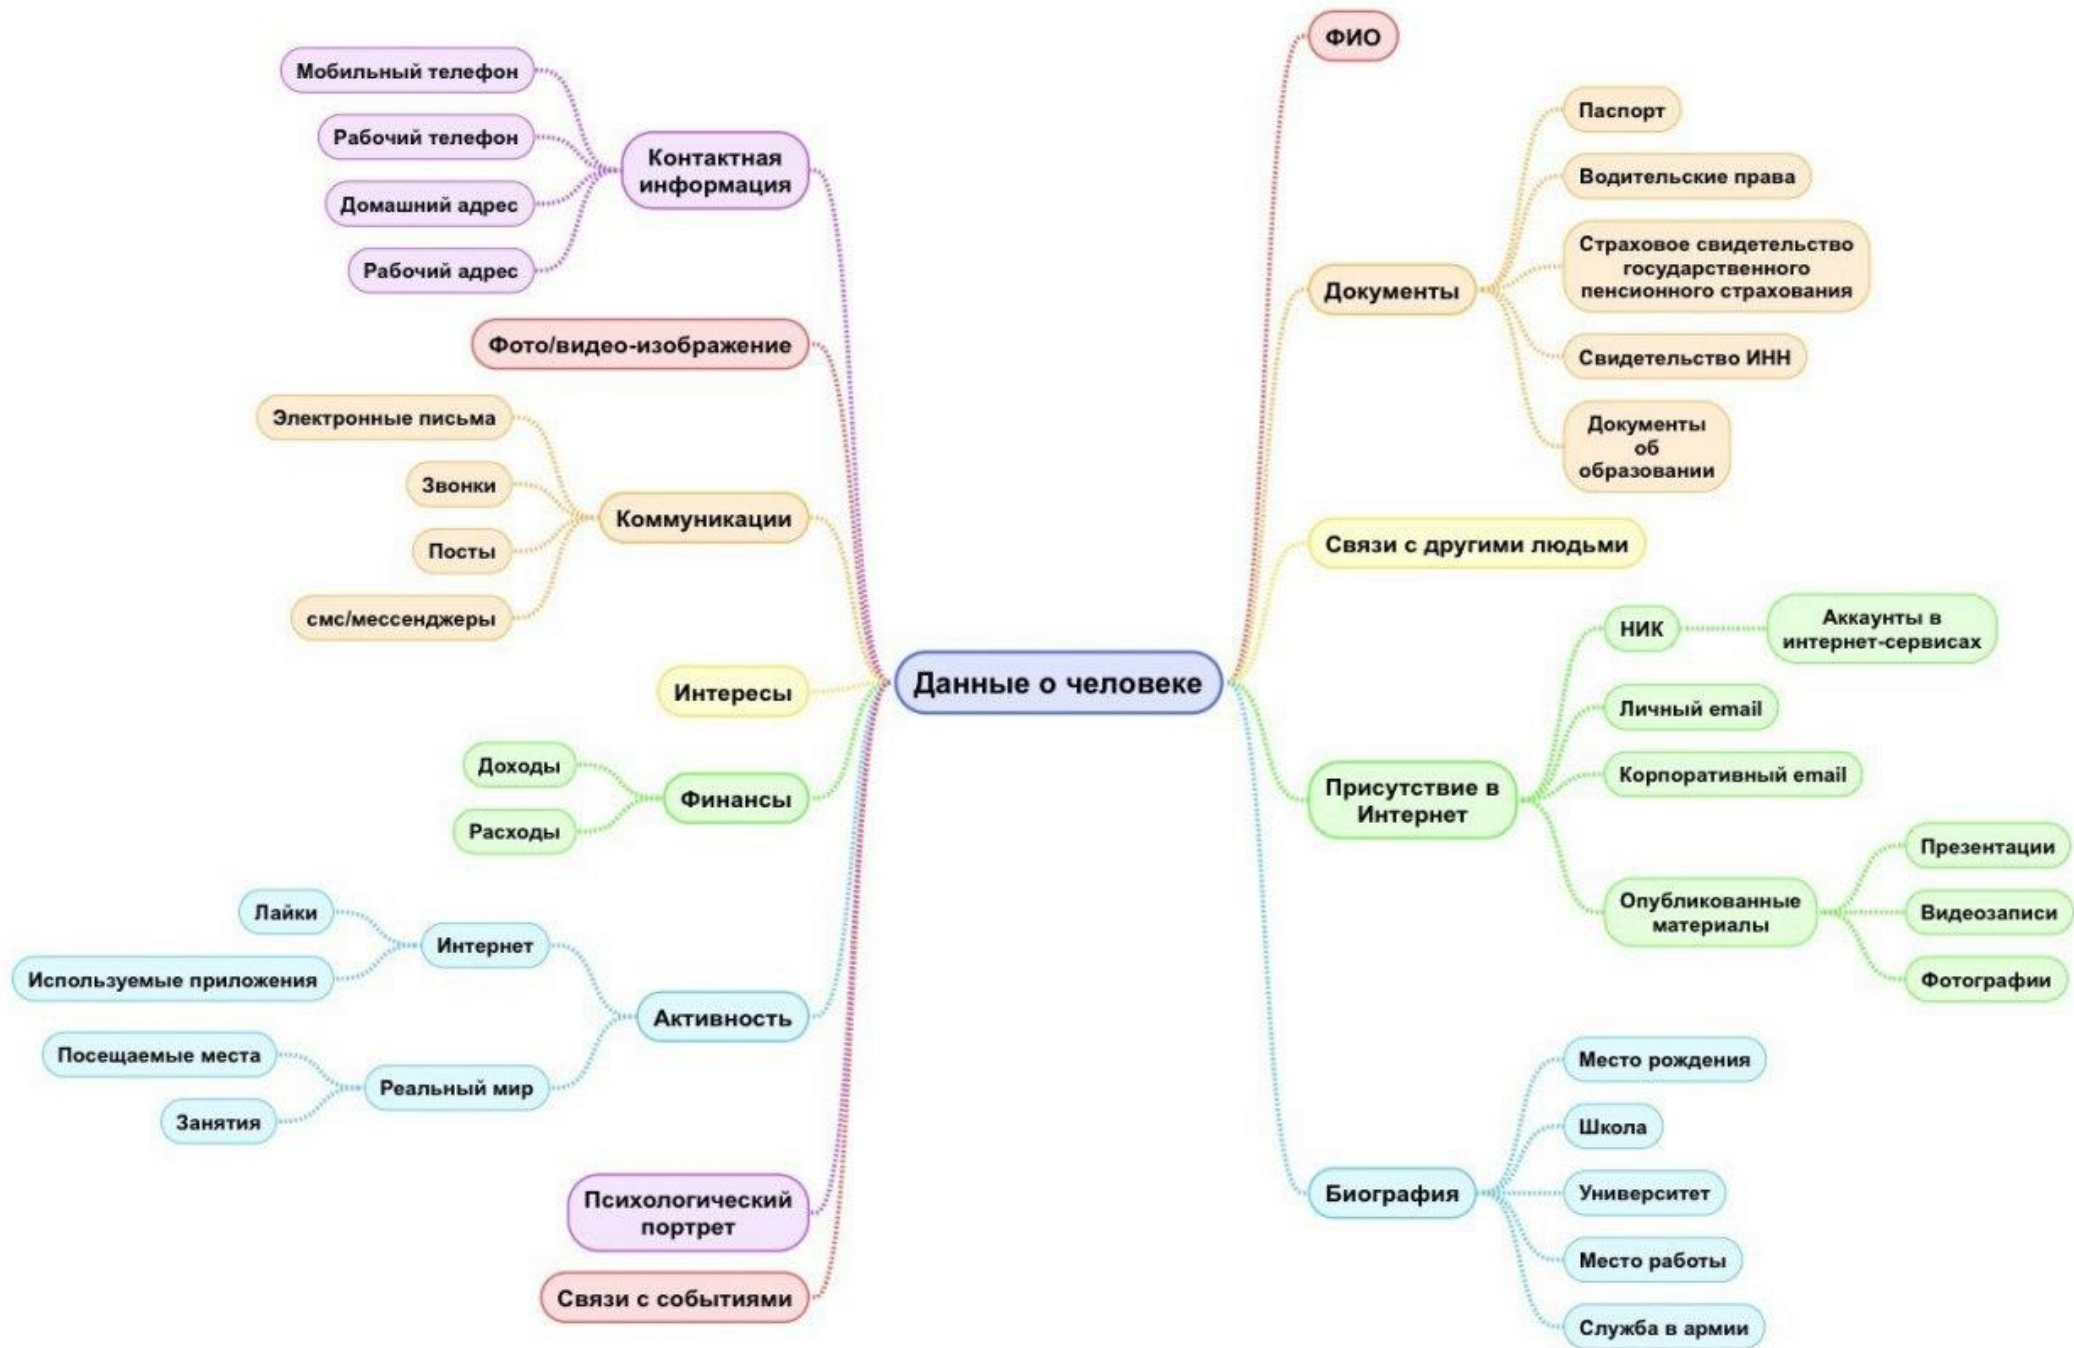 Данные о человеке
ФИО
Документы
Паспорт
Водительские права
Страховое свидетельство
государственного
пенсионного страхования
Свидетельство ИНН
Документы
об
образовании
Связи с другими людьми
Присутствие в
Интернет
НИК
Аккаунты в
интернет-сервисах
Личный email
Корпоративный email
Опубликованные
материалы
Презентации
Видеозаписи
Фотографии
Биография
Место рождения
Школа
Университет
Место работы
Служба в армии
Контактная
информация
Мобильный телефон
Рабочий телефон
Домашний адрес
Рабочий адрес
Фото/видео-изображение
Коммуникации
Электронные письма
Звонки
Посты
смс/мессенджеры
Интересы
Финансы
Доходы
Расходы
Активность
Интернет
Лайки
Используемые приложения
Реальный мир
Посещаемые места
Занятия
Психологический
портрет
Связи с событиями